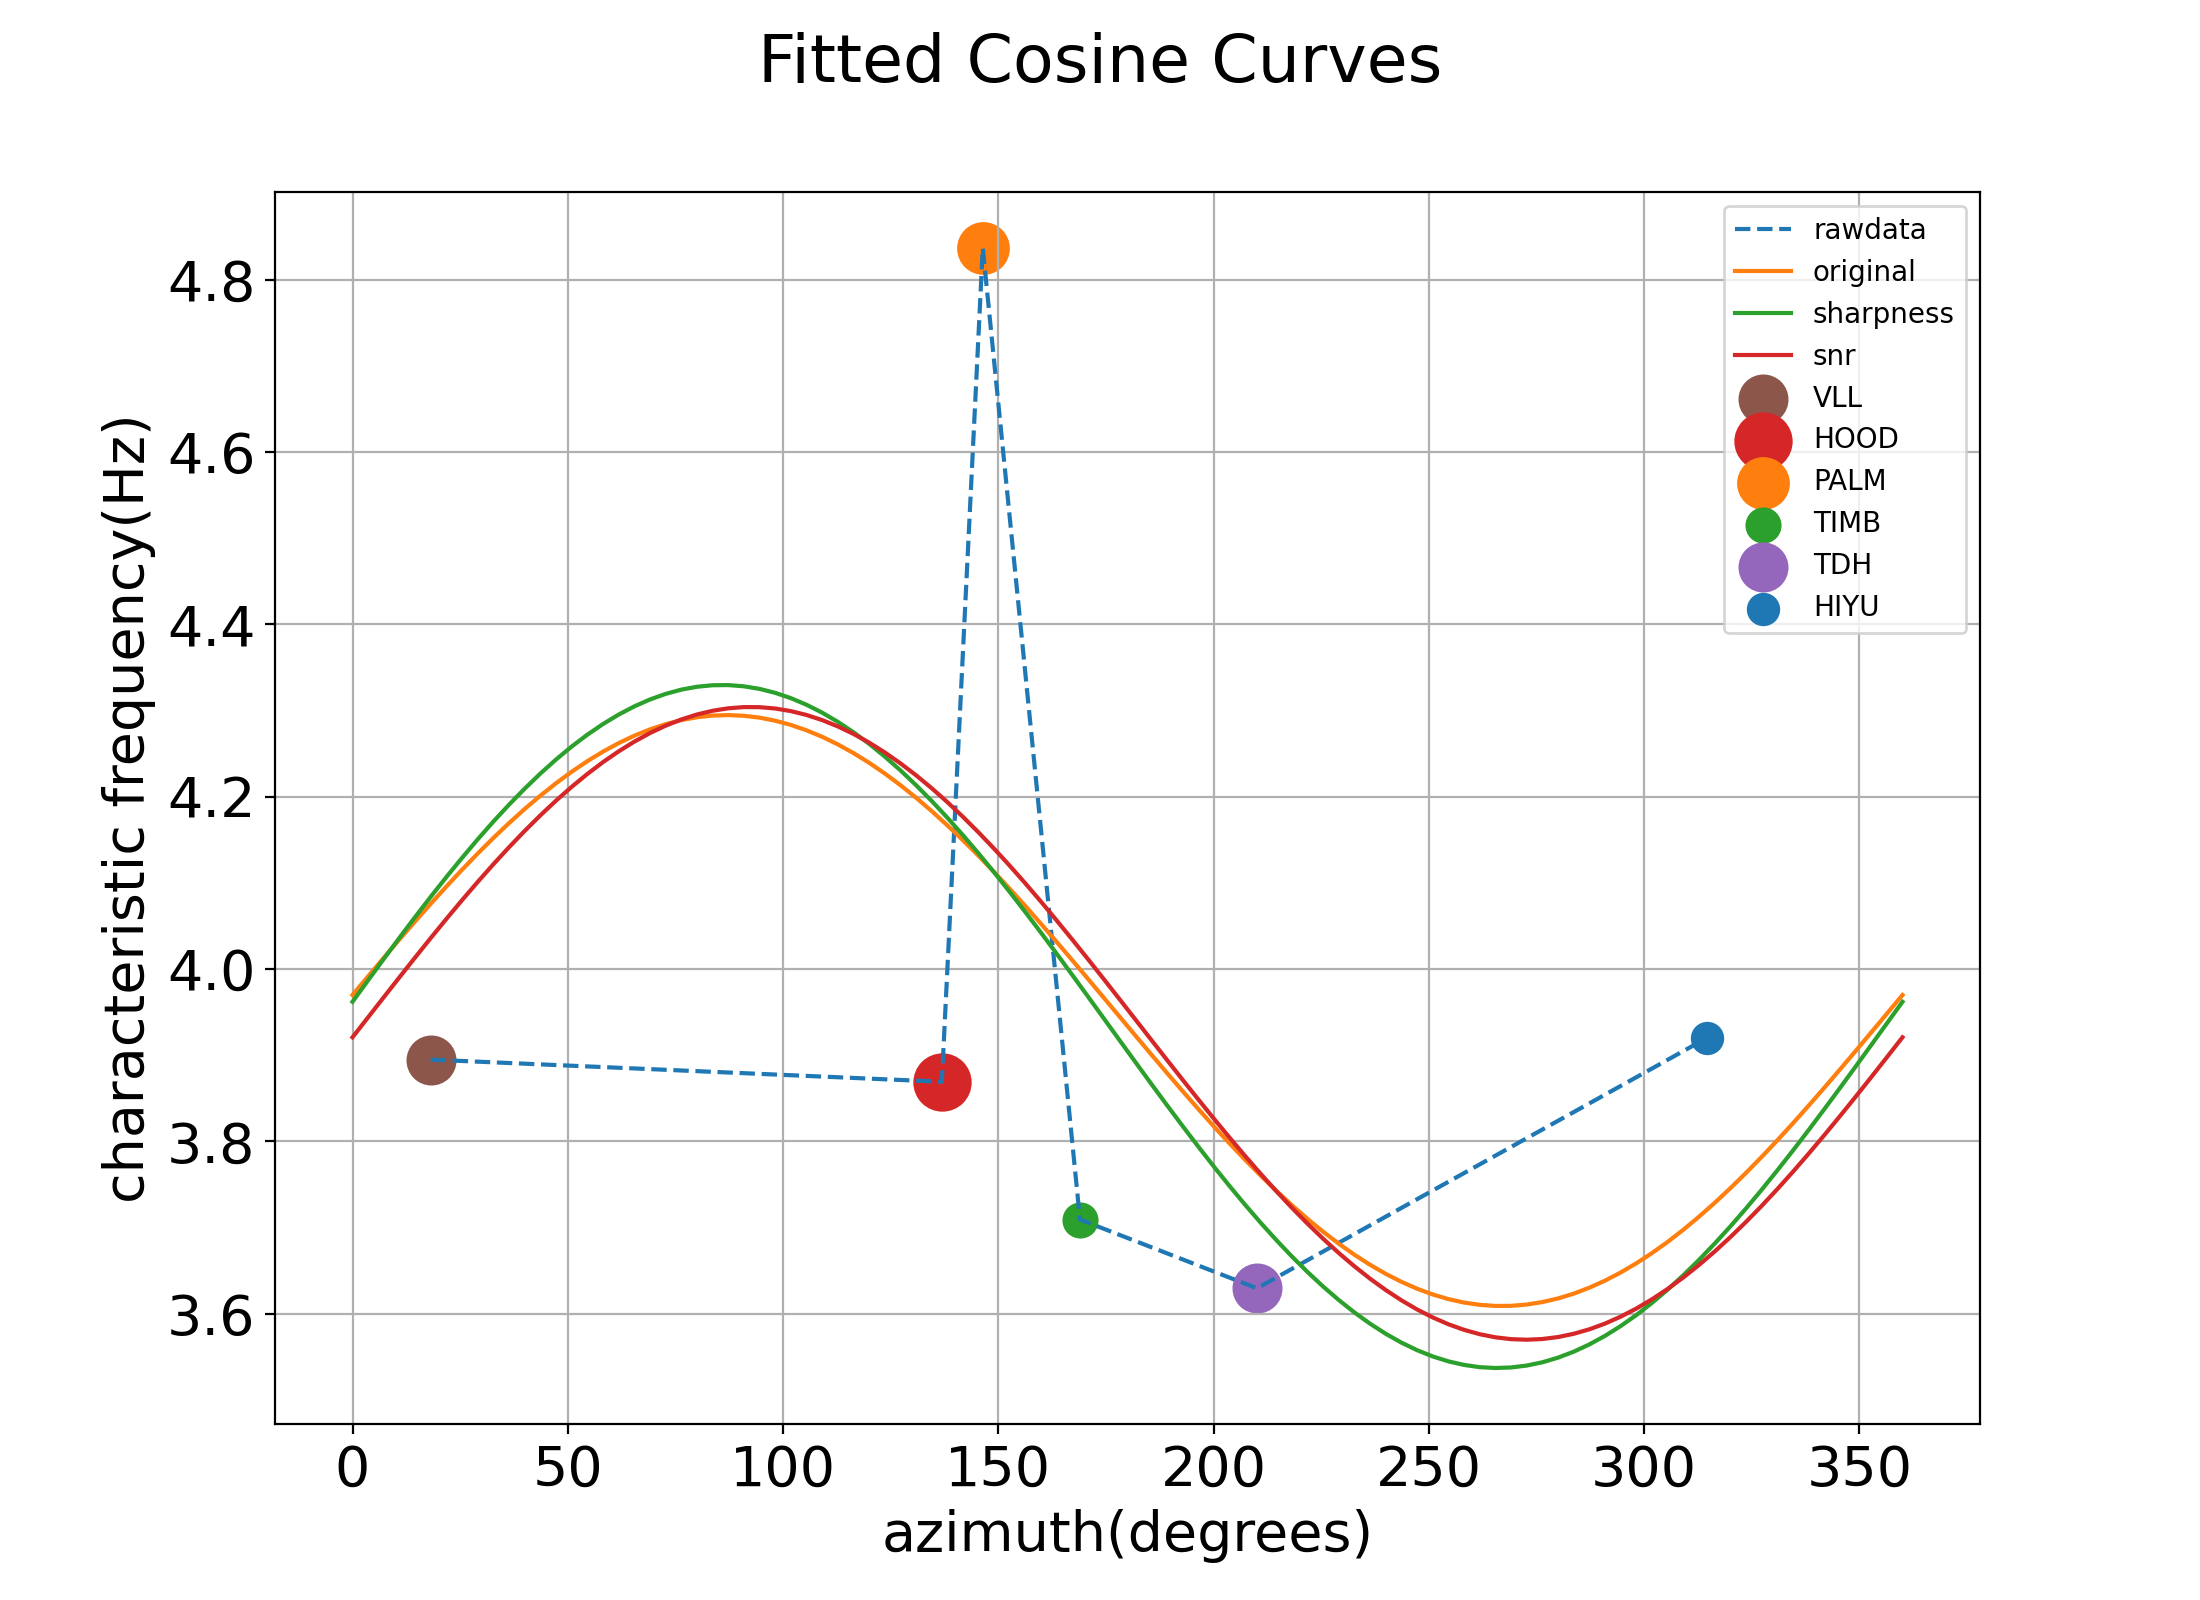 Fitted Cosine Curves
characteristic frequency(Hz)
4.8
4.6
4.4
4.2
4.0
3.8
3.6
rawdata
original
sharpness
snr
VLL
HOOD
PALM
TIMB
TDH
HIYU
0 50 100 150 200 250 300 350
azimuth(degrees)